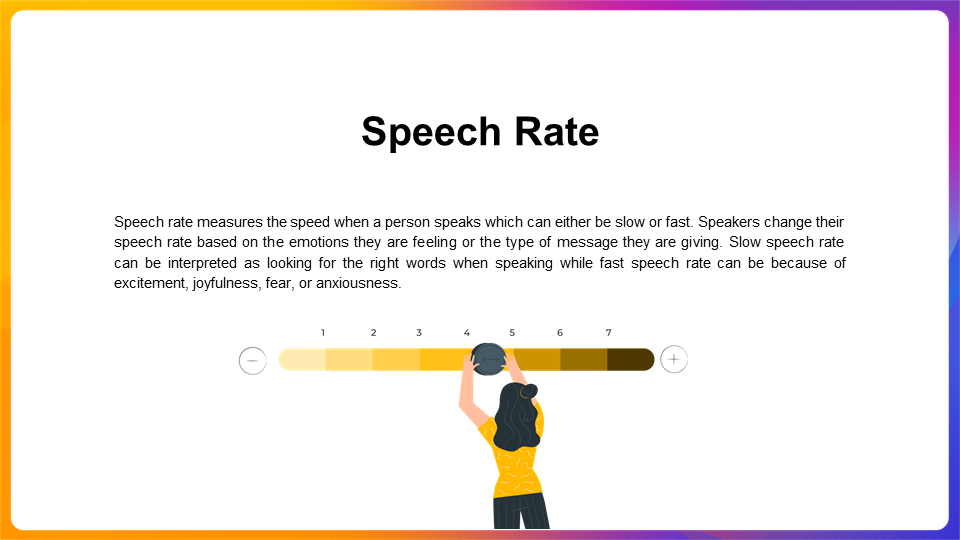 Speech Rate
Speech rate measures the speed when a person speaks which can either be slow or fast. Speakers change their
speech rate based on the emotions they are feeling or the type of message they are giving. Slow speech rate
can be interpreted as looking for the right words when speaking while fast speech rate can be because of
excitement, joyfulness, fear, or anxiousness.
1 2 3 4 5 6 7
− +